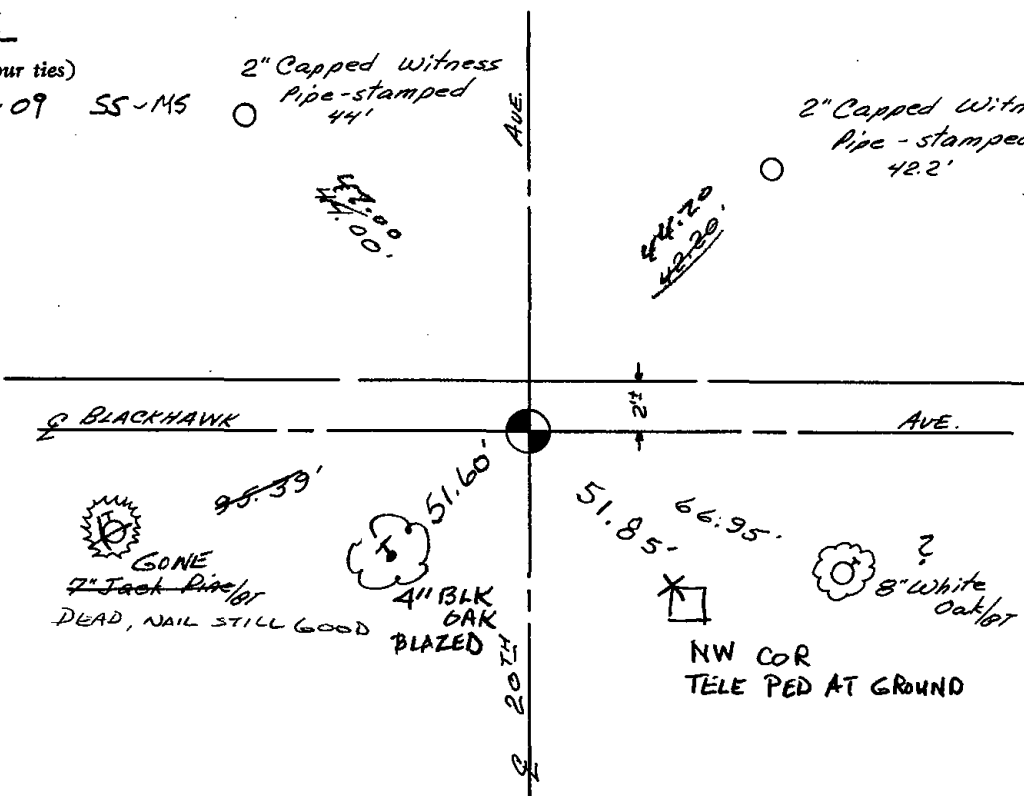 our ties)
09 SS-MS
2" Capped Witness
Pipe-stamped
44'
AVE.
2" Capped Witn
Pipe - stamped
42.2'
44.00'
44.20
42.20'
2'±
℄ BLACKHAWK
AVE.
95.39'
51.60'
51.85'
66.95'
GONE
7" Jack Pine/BT
DEAD, NAIL STILL GOOD
4" BLK
OAK
BLAZED
?
8" White
Oak/BT
NW COR
TELE PED AT GROUND
℄ 20TH